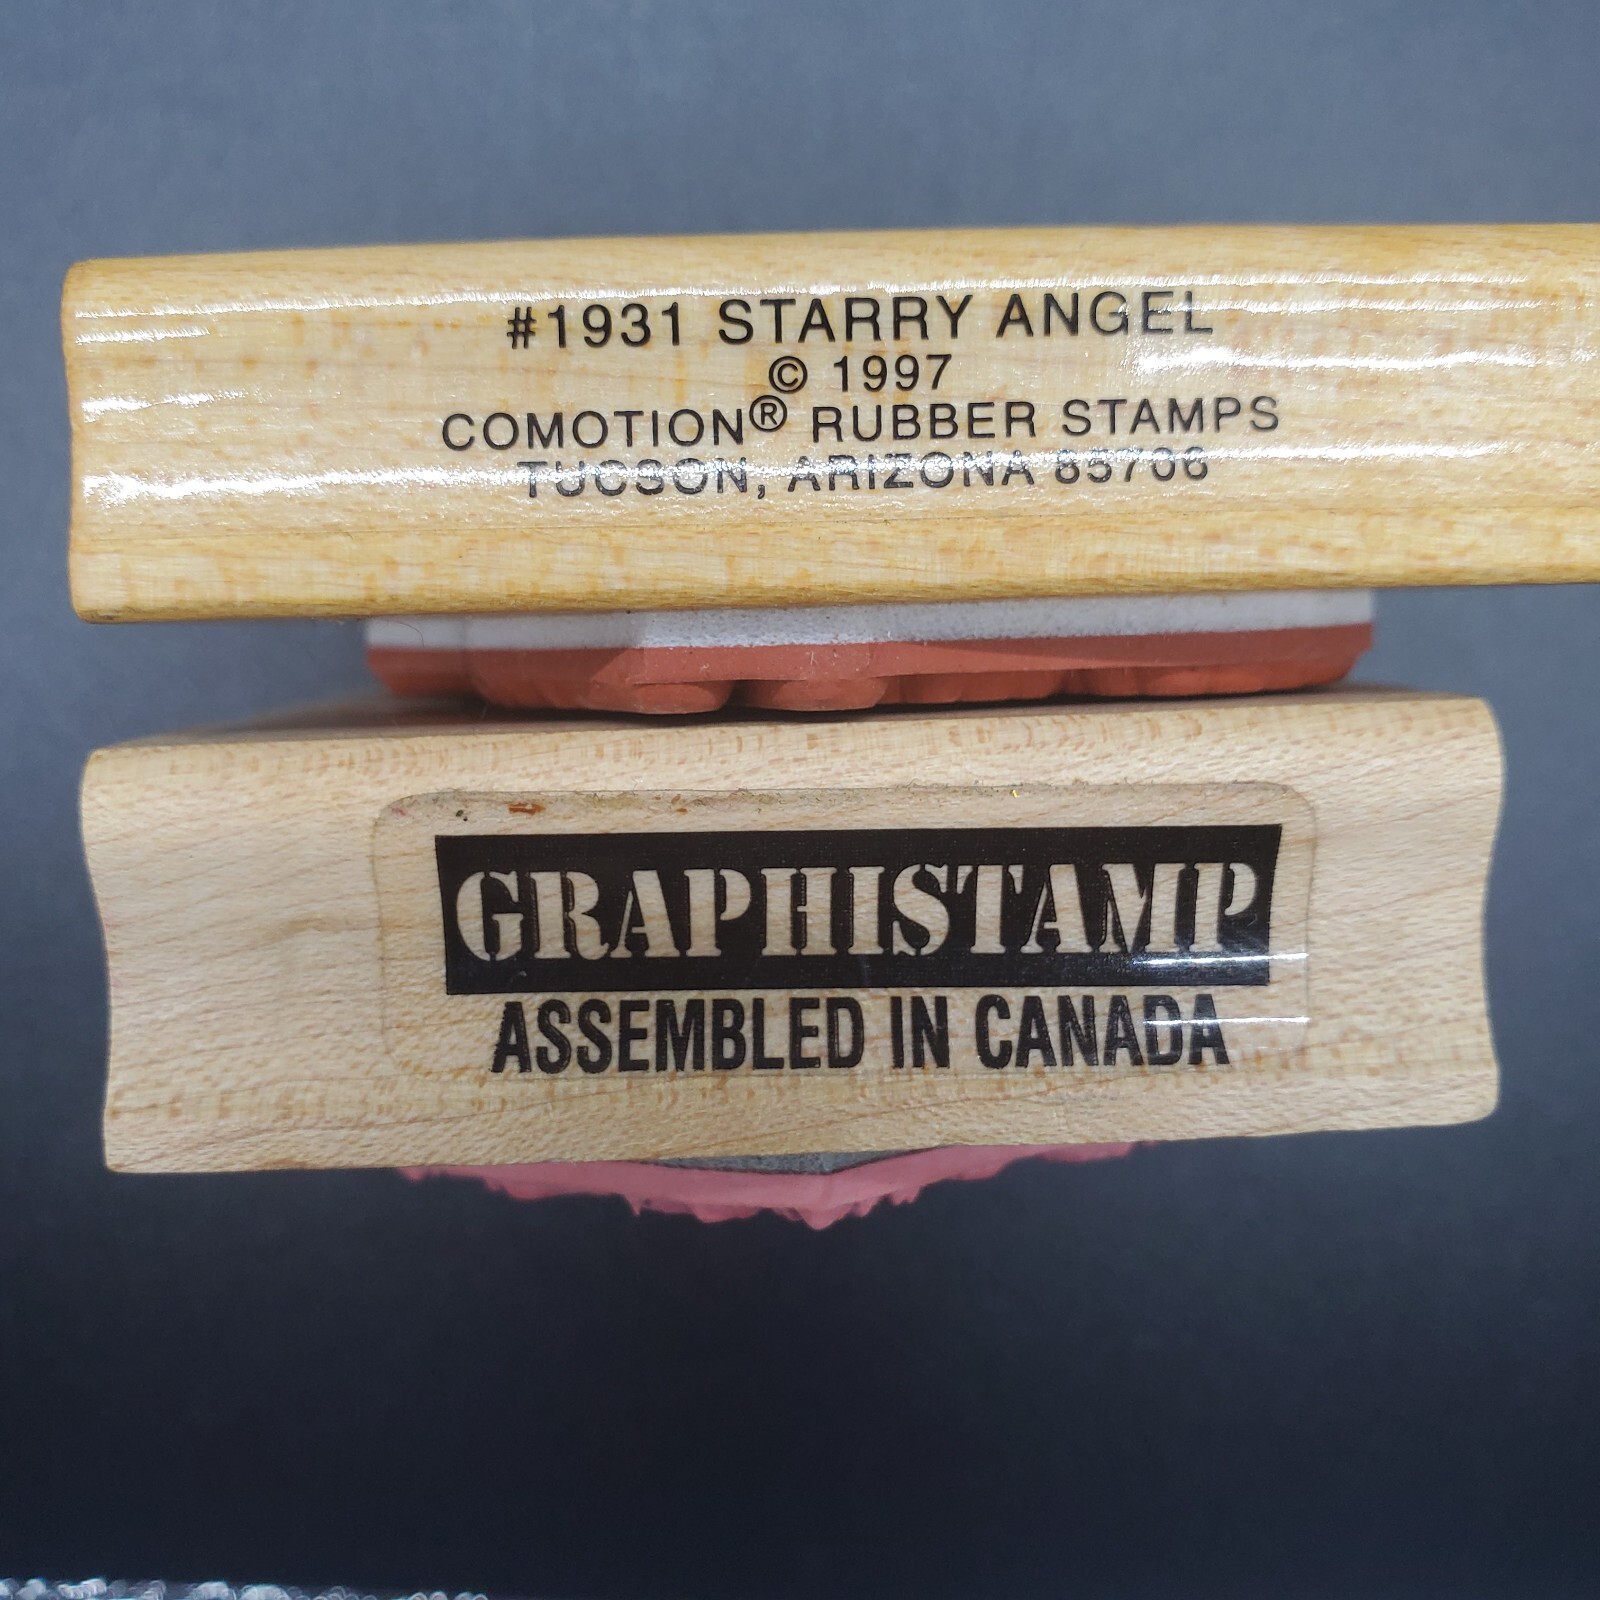 #1931 STARRY ANGEL
© 1997
COMOTION® RUBBER STAMPS
TUCSON, ARIZONA 85706
GRAPHISTAMP
ASSEMBLED IN CANADA